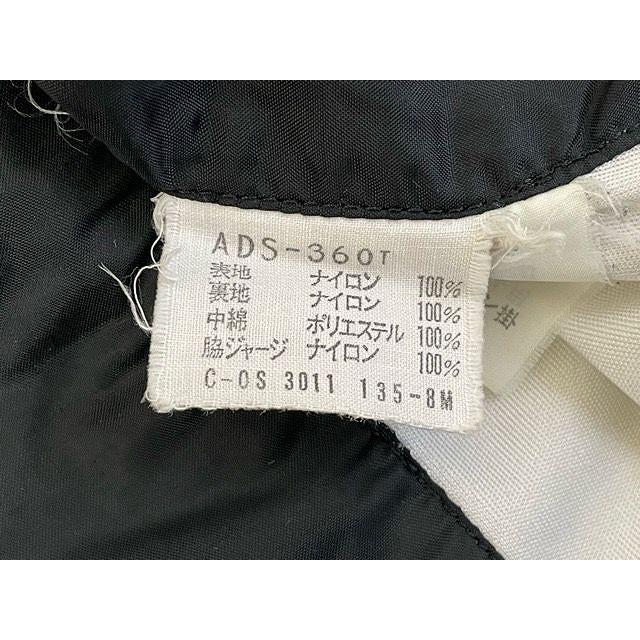 ADS-360T
表地 ナイロン 100%
裏地 ナイロン 100%
中綿 ポリエステル 100%
脇ジャージ ナイロン 100%
C-OS 3011 135-8M
掛